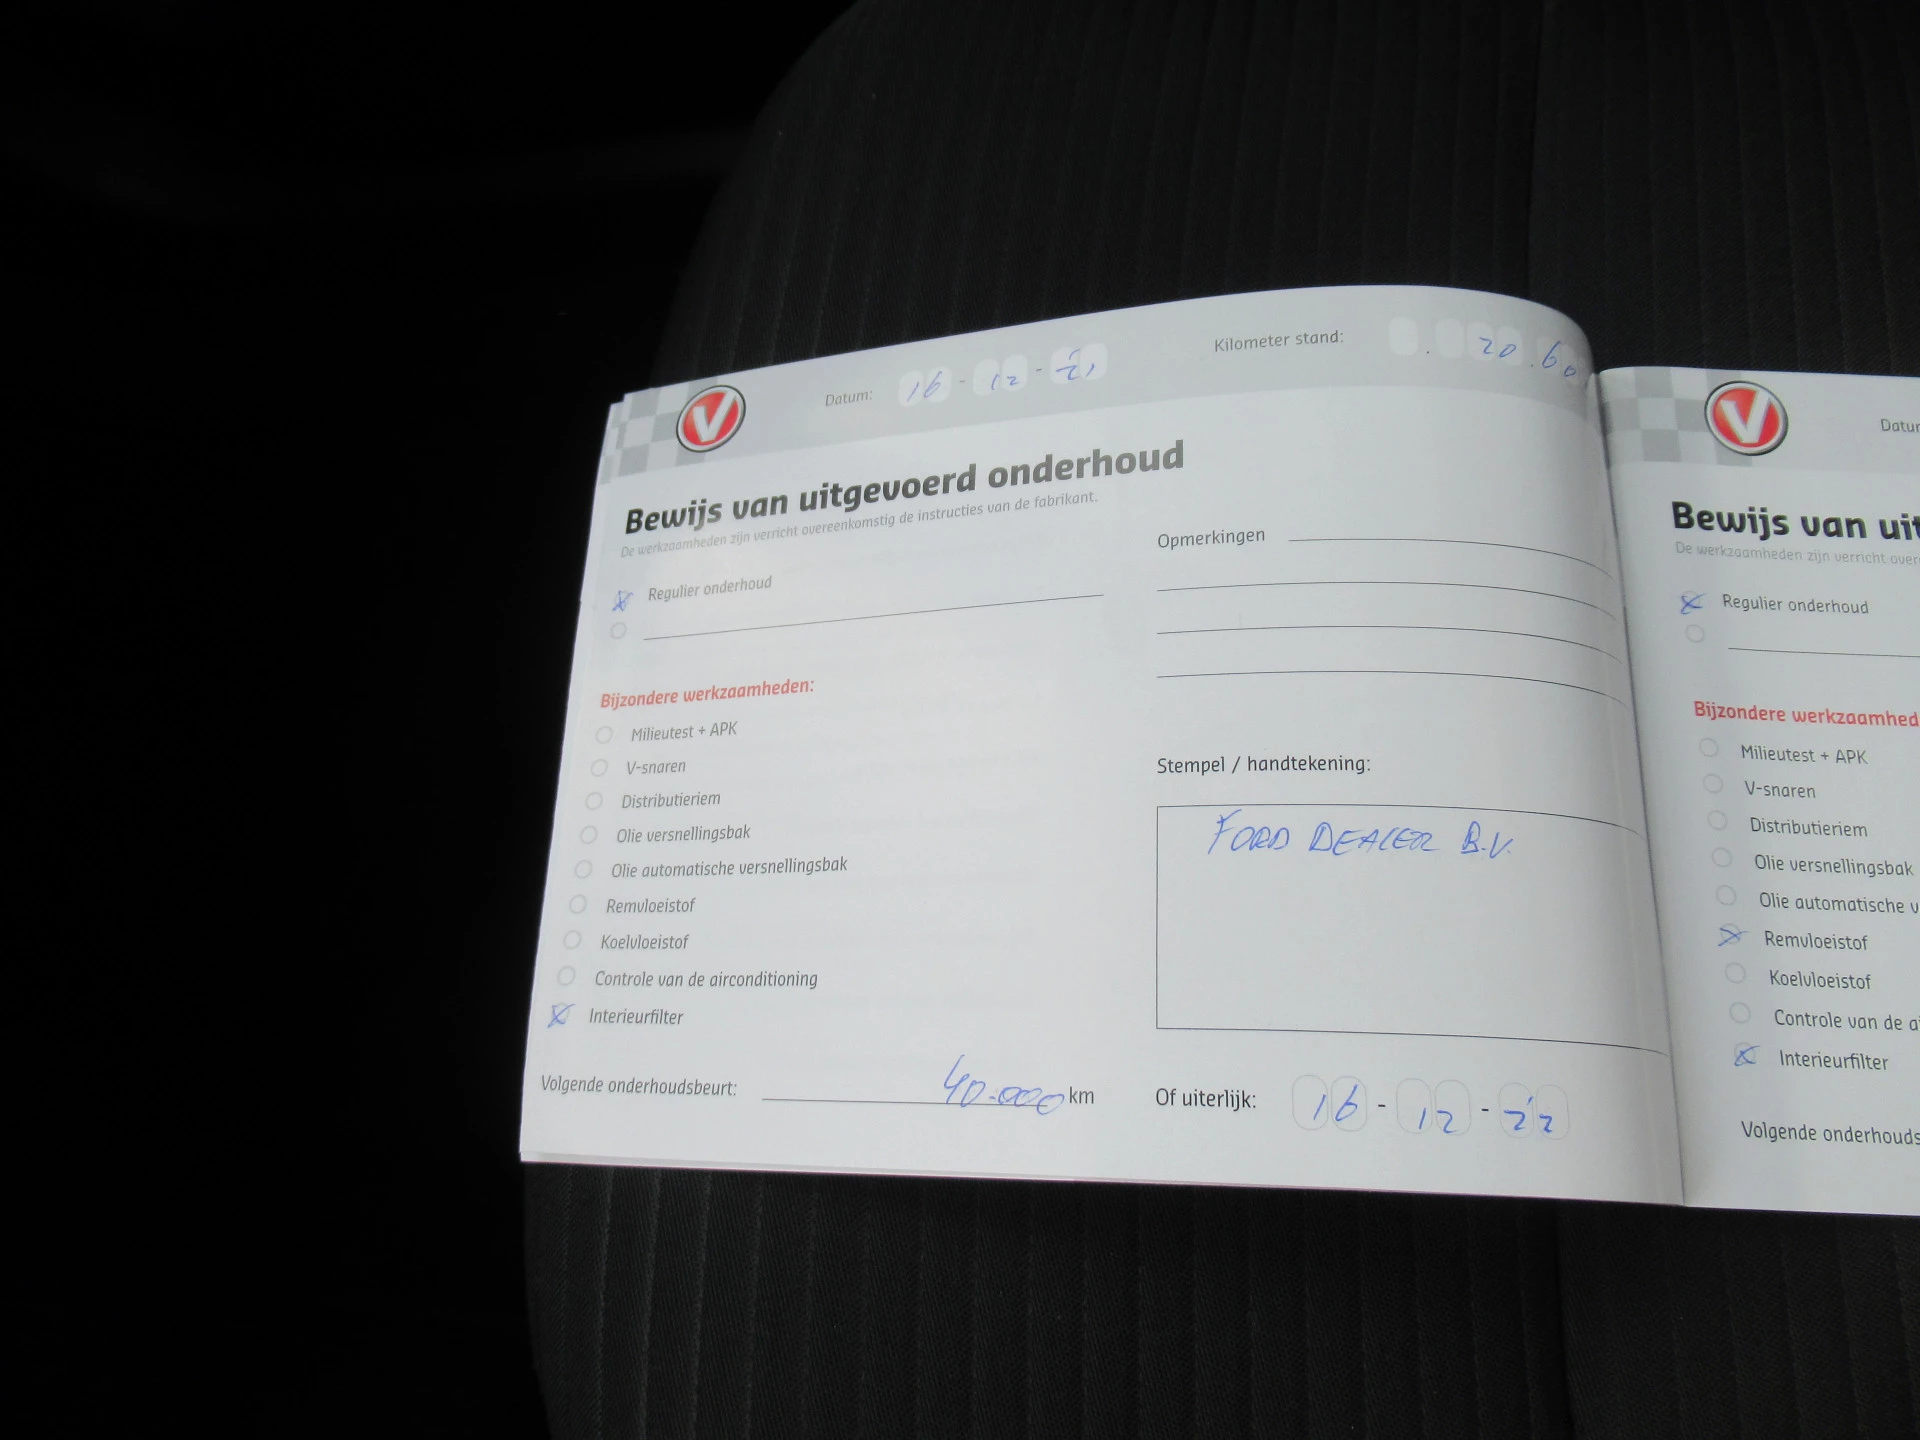 Datum: 16 - 12 - 21
Kilometer stand: . 20.60
V
Bewijs van uitgevoerd onderhoud
De werkzaamheden zijn verricht overeenkomstig de instructies van de fabrikant.
Regulier onderhoud
Bijzondere werkzaamheden:
Milieutest + APK
V-snaren
Distributieriem
Olie versnellingsbak
Olie automatische versnellingsbak
Remvloeistof
Koelvloeistof
Controle van de airconditioning
Interieurfilter
Volgende onderhoudsbeurt: 40.000 km
Opmerkingen
Stempel / handtekening:
FORD DEALER B.V.
Of uiterlijk: 16 - 12 - 22
V
Datum
Bewijs van uit
De werkzaamheden zijn verricht over
Regulier onderhoud
Bijzondere werkzaamhed
Milieutest + APK
V-snaren
Distributieriem
Olie versnellingsbak
Olie automatische v
Remvloeistof
Koelvloeistof
Controle van de a
Interieurfilter
Volgende onderhouds